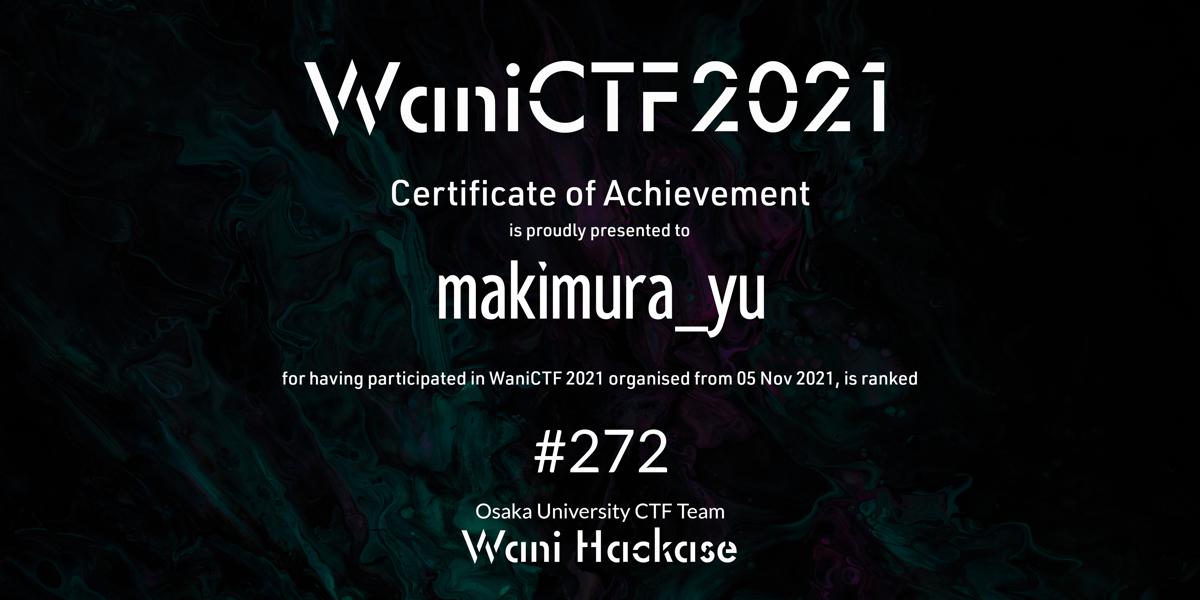 WaniCTF2021
Certificate of Achievement
is proudly presented to
makimura_yu
for having participated in WaniCTF 2021 organised from 05 Nov 2021, is ranked
#272
Osaka University CTF Team
Wani Hackase